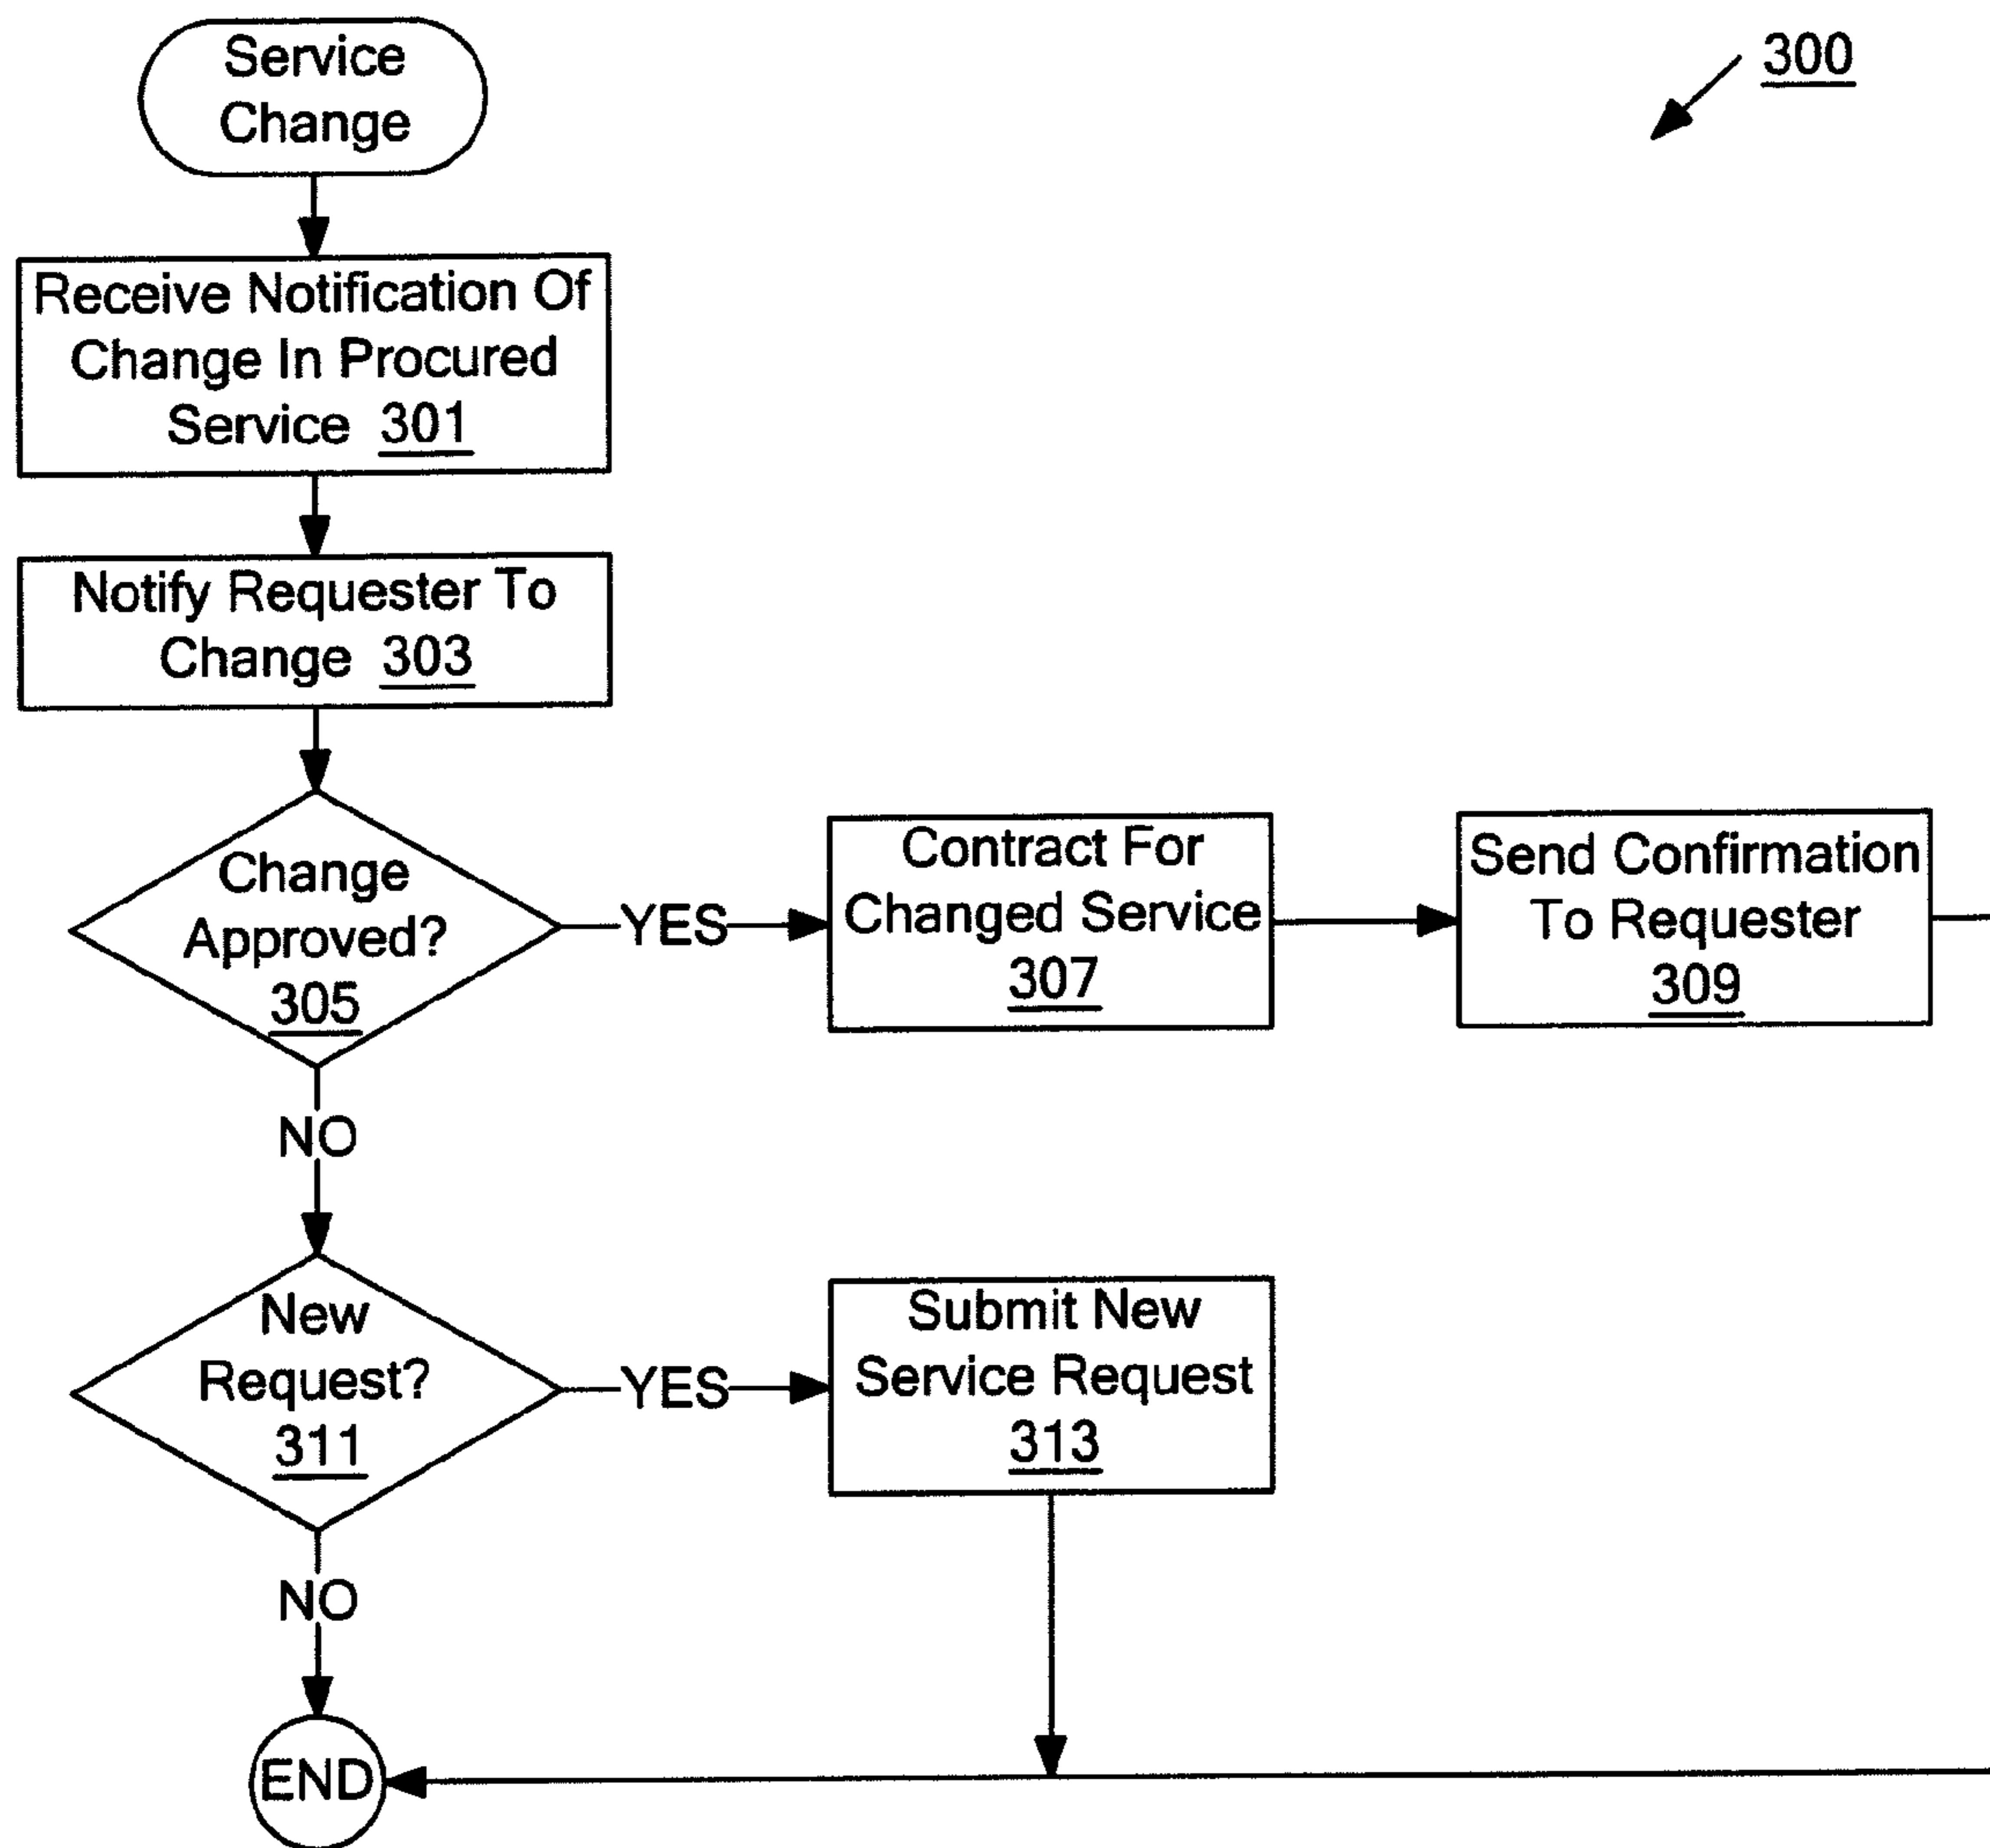 Service
Change
300
Receive Notification Of
Change In Procured
Service 301
Notify Requester To
Change 303
Change
Approved?
305
YES
Contract For
Changed Service
307
Send Confirmation
To Requester
309
NO
New
Request?
311
YES
Submit New
Service Request
313
NO
END